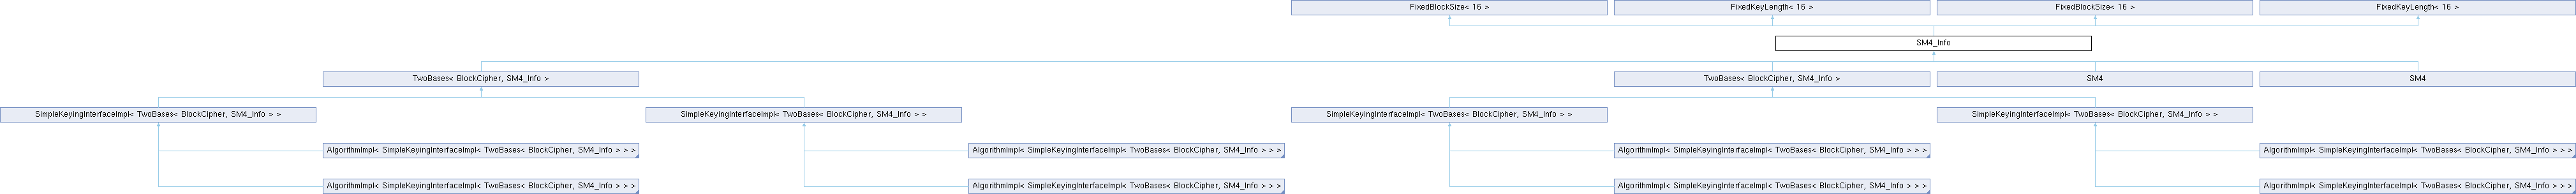 FixedBlockSize< 16 >
FixedKeyLength< 16 >
FixedBlockSize< 16 >
FixedKeyLength< 16 >
SM4_Info
TwoBases< BlockCipher, SM4_Info >
TwoBases< BlockCipher, SM4_Info >
SM4
SM4
SimpleKeyingInterfaceImpl< TwoBases< BlockCipher, SM4_Info > >
SimpleKeyingInterfaceImpl< TwoBases< BlockCipher, SM4_Info > >
SimpleKeyingInterfaceImpl< TwoBases< BlockCipher, SM4_Info > >
SimpleKeyingInterfaceImpl< TwoBases< BlockCipher, SM4_Info > >
AlgorithmImpl< SimpleKeyingInterfaceImpl< TwoBases< BlockCipher, SM4_Info > > >
AlgorithmImpl< SimpleKeyingInterfaceImpl< TwoBases< BlockCipher, SM4_Info > > >
AlgorithmImpl< SimpleKeyingInterfaceImpl< TwoBases< BlockCipher, SM4_Info > > >
AlgorithmImpl< SimpleKeyingInterfaceImpl< TwoBases< BlockCipher, SM4_Info > > >
AlgorithmImpl< SimpleKeyingInterfaceImpl< TwoBases< BlockCipher, SM4_Info > > >
AlgorithmImpl< SimpleKeyingInterfaceImpl< TwoBases< BlockCipher, SM4_Info > > >
AlgorithmImpl< SimpleKeyingInterfaceImpl< TwoBases< BlockCipher, SM4_Info > > >
AlgorithmImpl< SimpleKeyingInterfaceImpl< TwoBases< BlockCipher, SM4_Info > > >